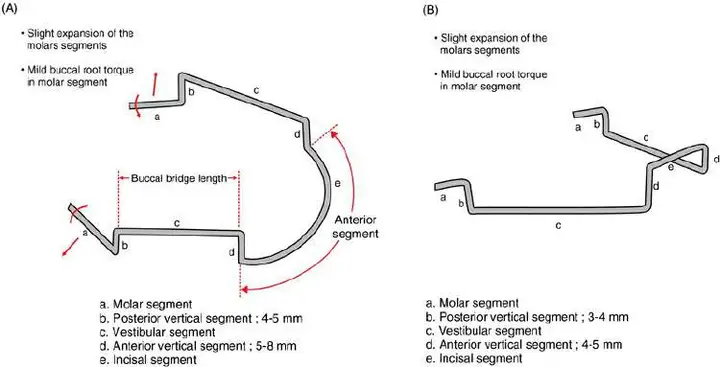 (A)
• Slight expansion of the
molars segments
• Mild buccal root torque
in molar segment
a
b
c
d
e
Buccal bridge length
Anterior
segment
a
b
c
d
a. Molar segment
b. Posterior vertical segment ; 4-5 mm
c. Vestibular segment
d. Anterior vertical segment ; 5-8 mm
e. Incisal segment
(B)
• Slight expansion of the
molars segments
• Mild buccal root torque
in molar segment
a
b
c
e
d
d
a
b
c
a. Molar segment
b. Posterior vertical segment ; 3-4 mm
c. Vestibular segment
d. Anterior vertical segment ; 4-5 mm
e. Incisal segment